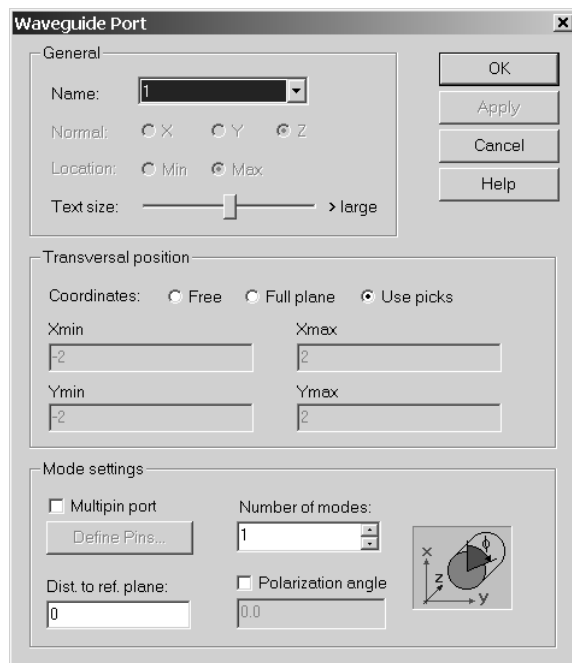 Waveguide Port
General
Name:
1
Normal:
X
Y
Z
Location:
Min
Max
Text size:
> large
OK
Apply
Cancel
Help
Transversal position
Coordinates:
Free
Full plane
Use picks
Xmin
Xmax
-2
2
Ymin
Ymax
-2
2
Mode settings
Multipin port
Define Pins...
Number of modes:
1
Dist. to ref. plane:
0
Polarization angle
0.0
x
z
y
ϕ